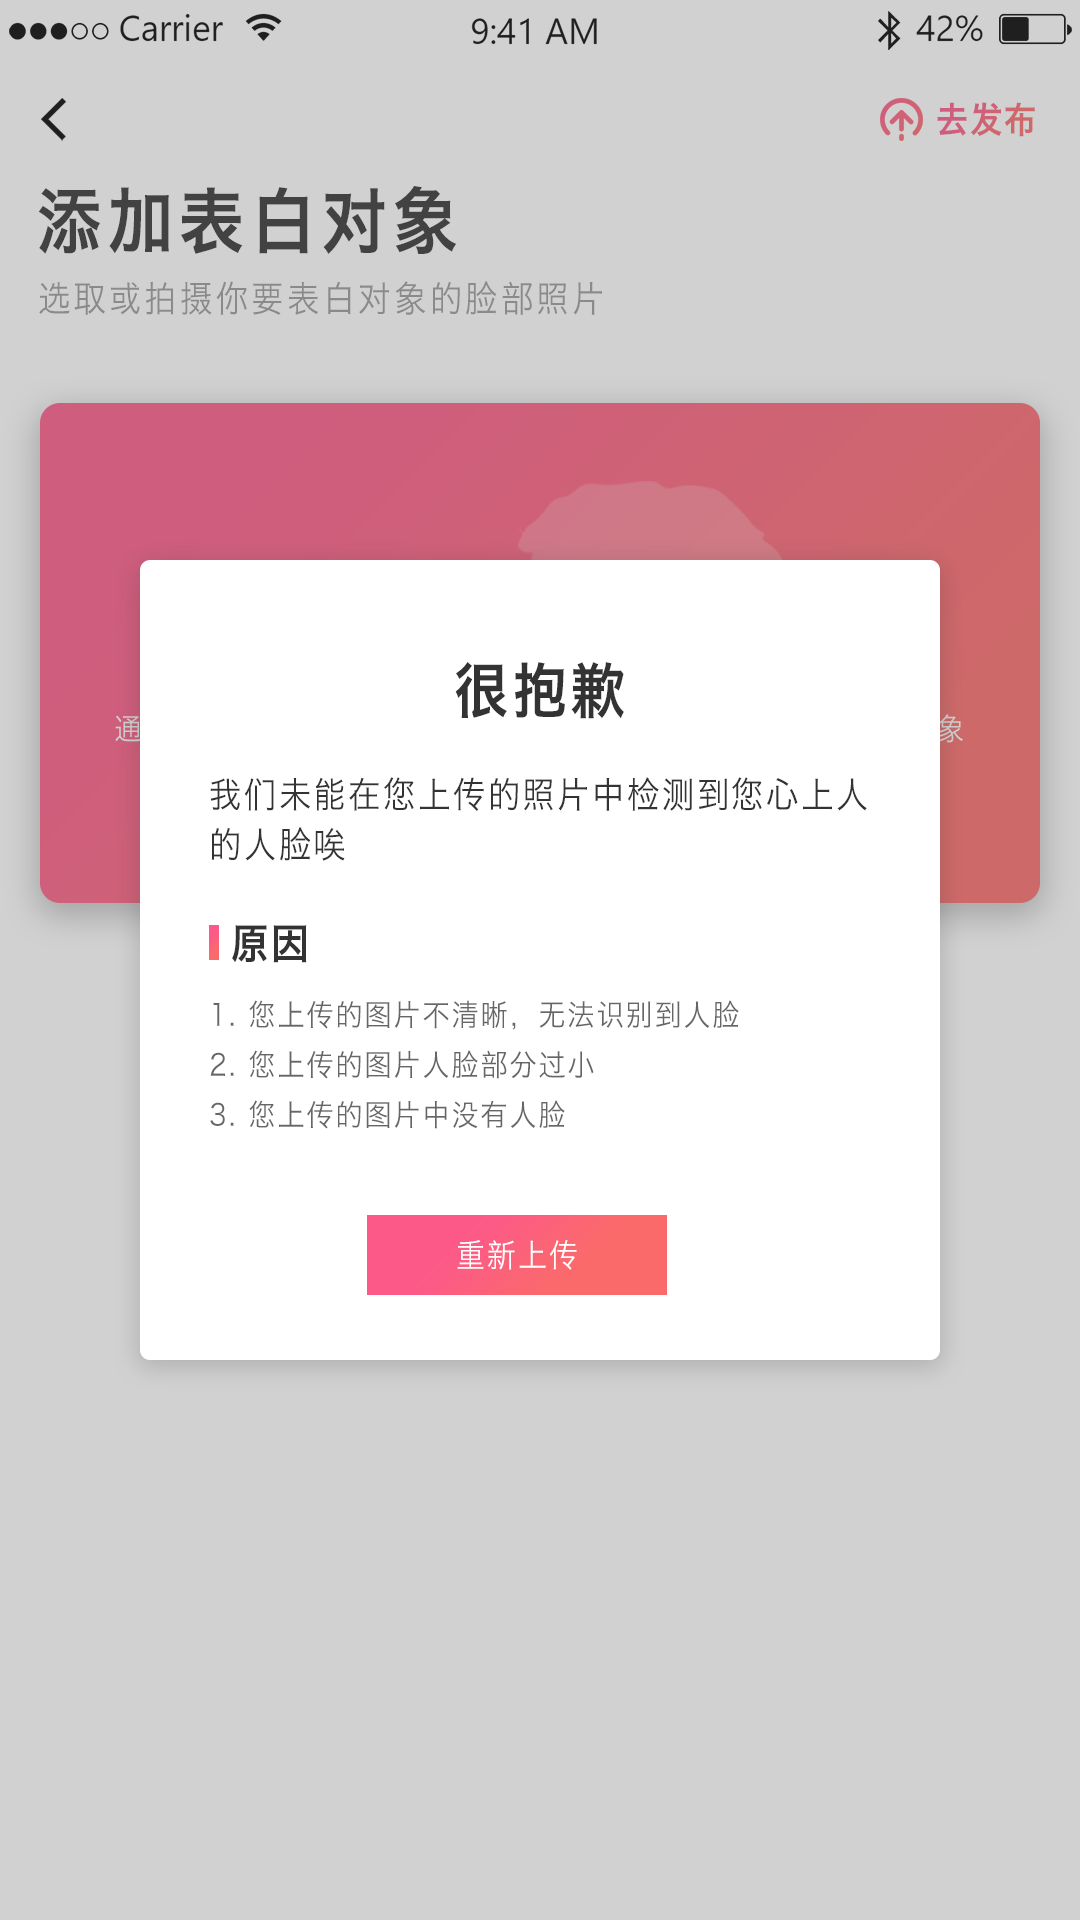 Carrier 9:41 AM 42%
去发布
添加表白对象
选取或拍摄你要表白对象的脸部照片
很抱歉
通 象
我们未能在您上传的照片中检测到您心上人
的人脸唉
原因
1. 您上传的图片不清晰，无法识别到人脸
2. 您上传的图片人脸部分过小
3. 您上传的图片中没有人脸
重新上传